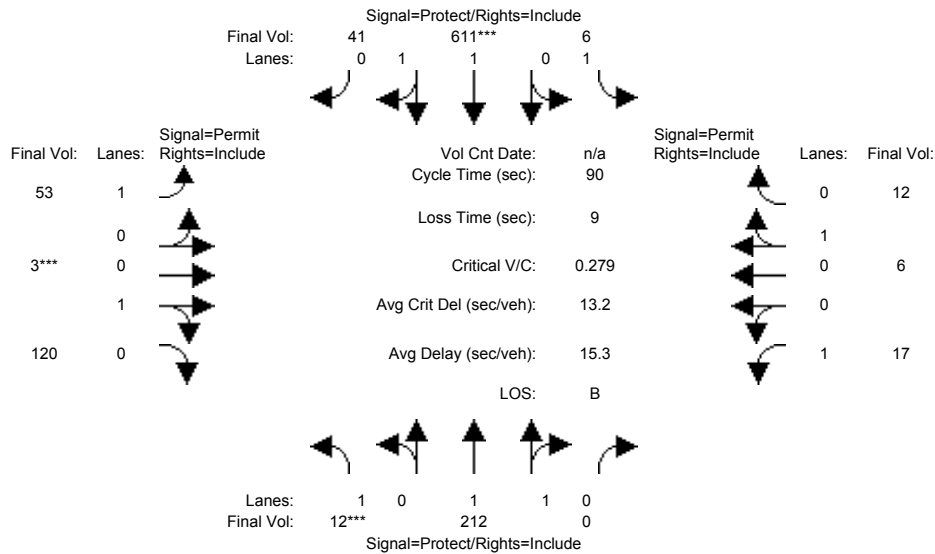 Signal=Protect/Rights=Include
Final Vol: 41 611*** 6
Lanes: 0 1 1 0 1
Signal=Permit Signal=Permit
Final Vol: Lanes: Rights=Include Vol Cnt Date: n/a Rights=Include Lanes: Final Vol:
Cycle Time (sec): 90
53 1 0 12
Loss Time (sec): 9
0 1
3*** 0 Critical V/C: 0.279 0 6
1 Avg Crit Del (sec/veh): 13.2 0
120 0 Avg Delay (sec/veh): 15.3 1 17
LOS: B
Lanes: 1 0 1 1 0
Final Vol: 12*** 212 0
Signal=Protect/Rights=Include